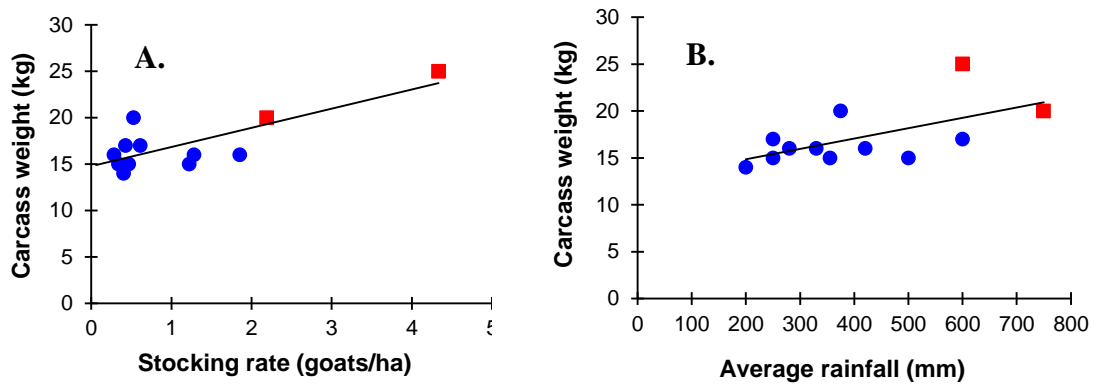 A.
Carcass weight (kg)
30
25
20
15
10
5
0
0 1 2 3 4 5
Stocking rate (goats/ha)
B.
Carcass weight (kg)
30
25
20
15
10
5
0
0 100 200 300 400 500 600 700 800
Average rainfall (mm)